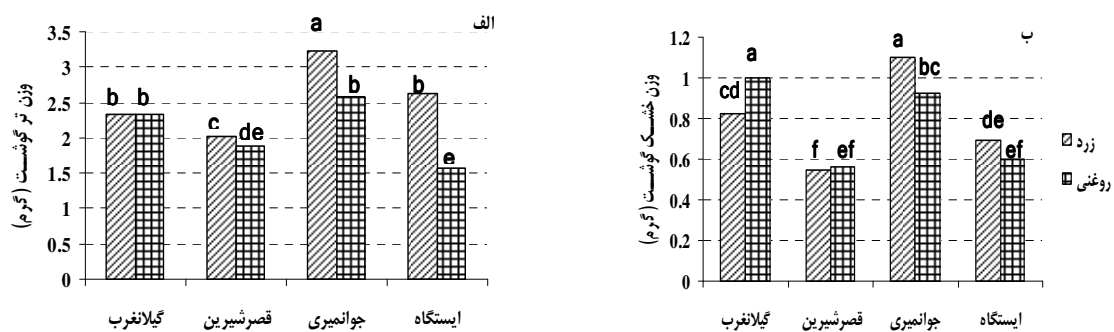 الف
وزن تر گوشت (گرم)
3.5
3
2.5
2
1.5
1
0.5
0
b b c de a b b e
گیلانغرب قصرشیرین جوانمیری ایستگاه
ب
وزن خشک گوشت (گرم)
1.2
1
0.8
0.6
0.4
0.2
0
cd a f ef a bc de ef
گیلانغرب قصرشیرین جوانمیری ایستگاه
زرد
روغنی